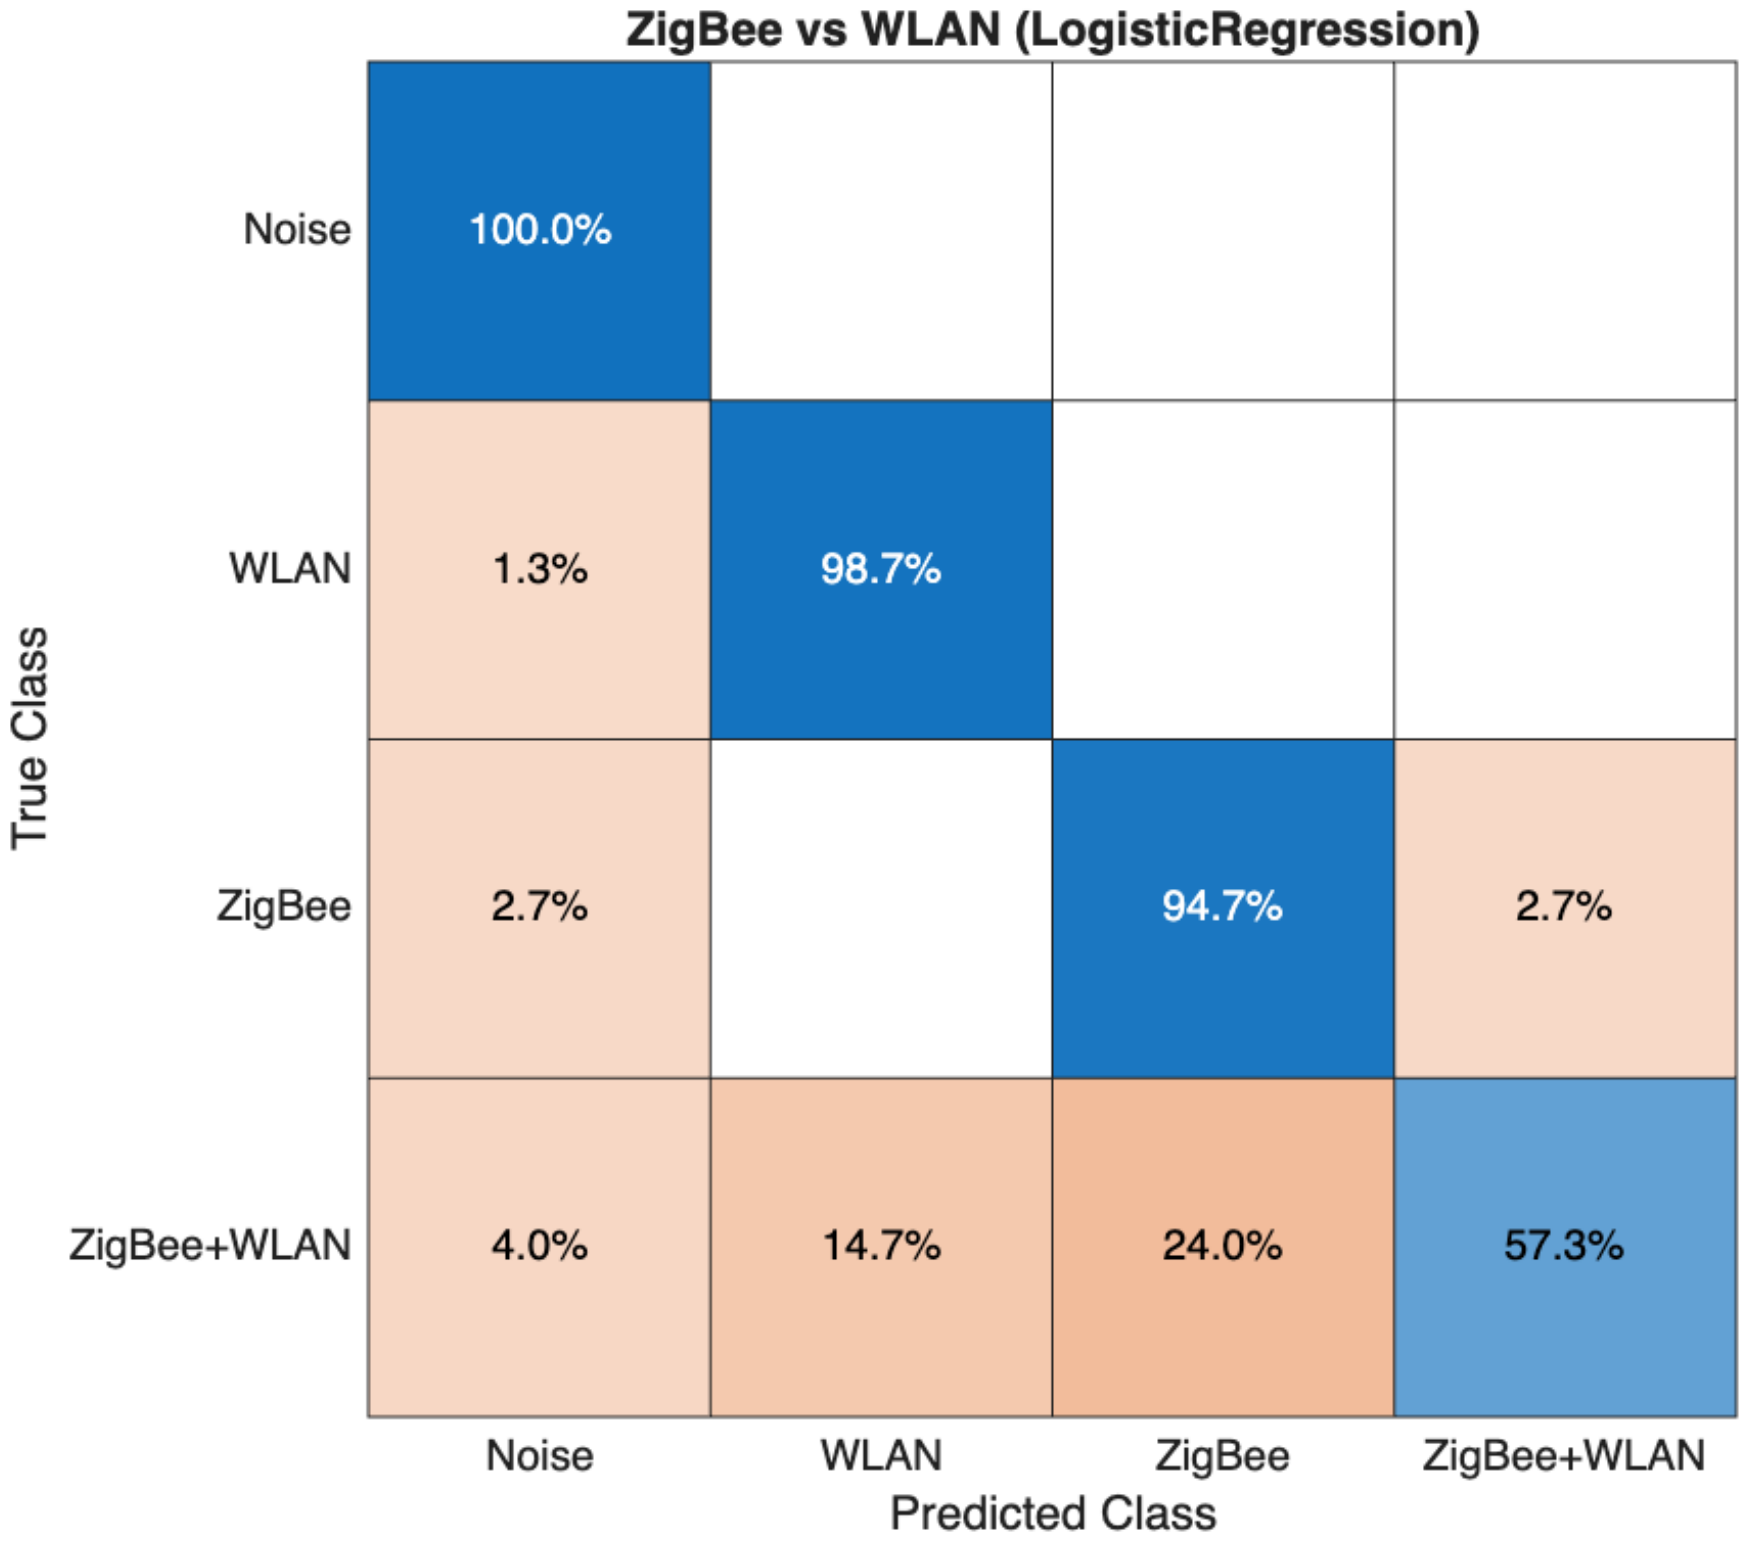 ZigBee vs WLAN (LogisticRegression)
Noise
100.0%
WLAN
1.3%
98.7%
ZigBee
2.7%
94.7%
2.7%
ZigBee+WLAN
4.0%
14.7%
24.0%
57.3%
True Class
Noise
WLAN
ZigBee
ZigBee+WLAN
Predicted Class